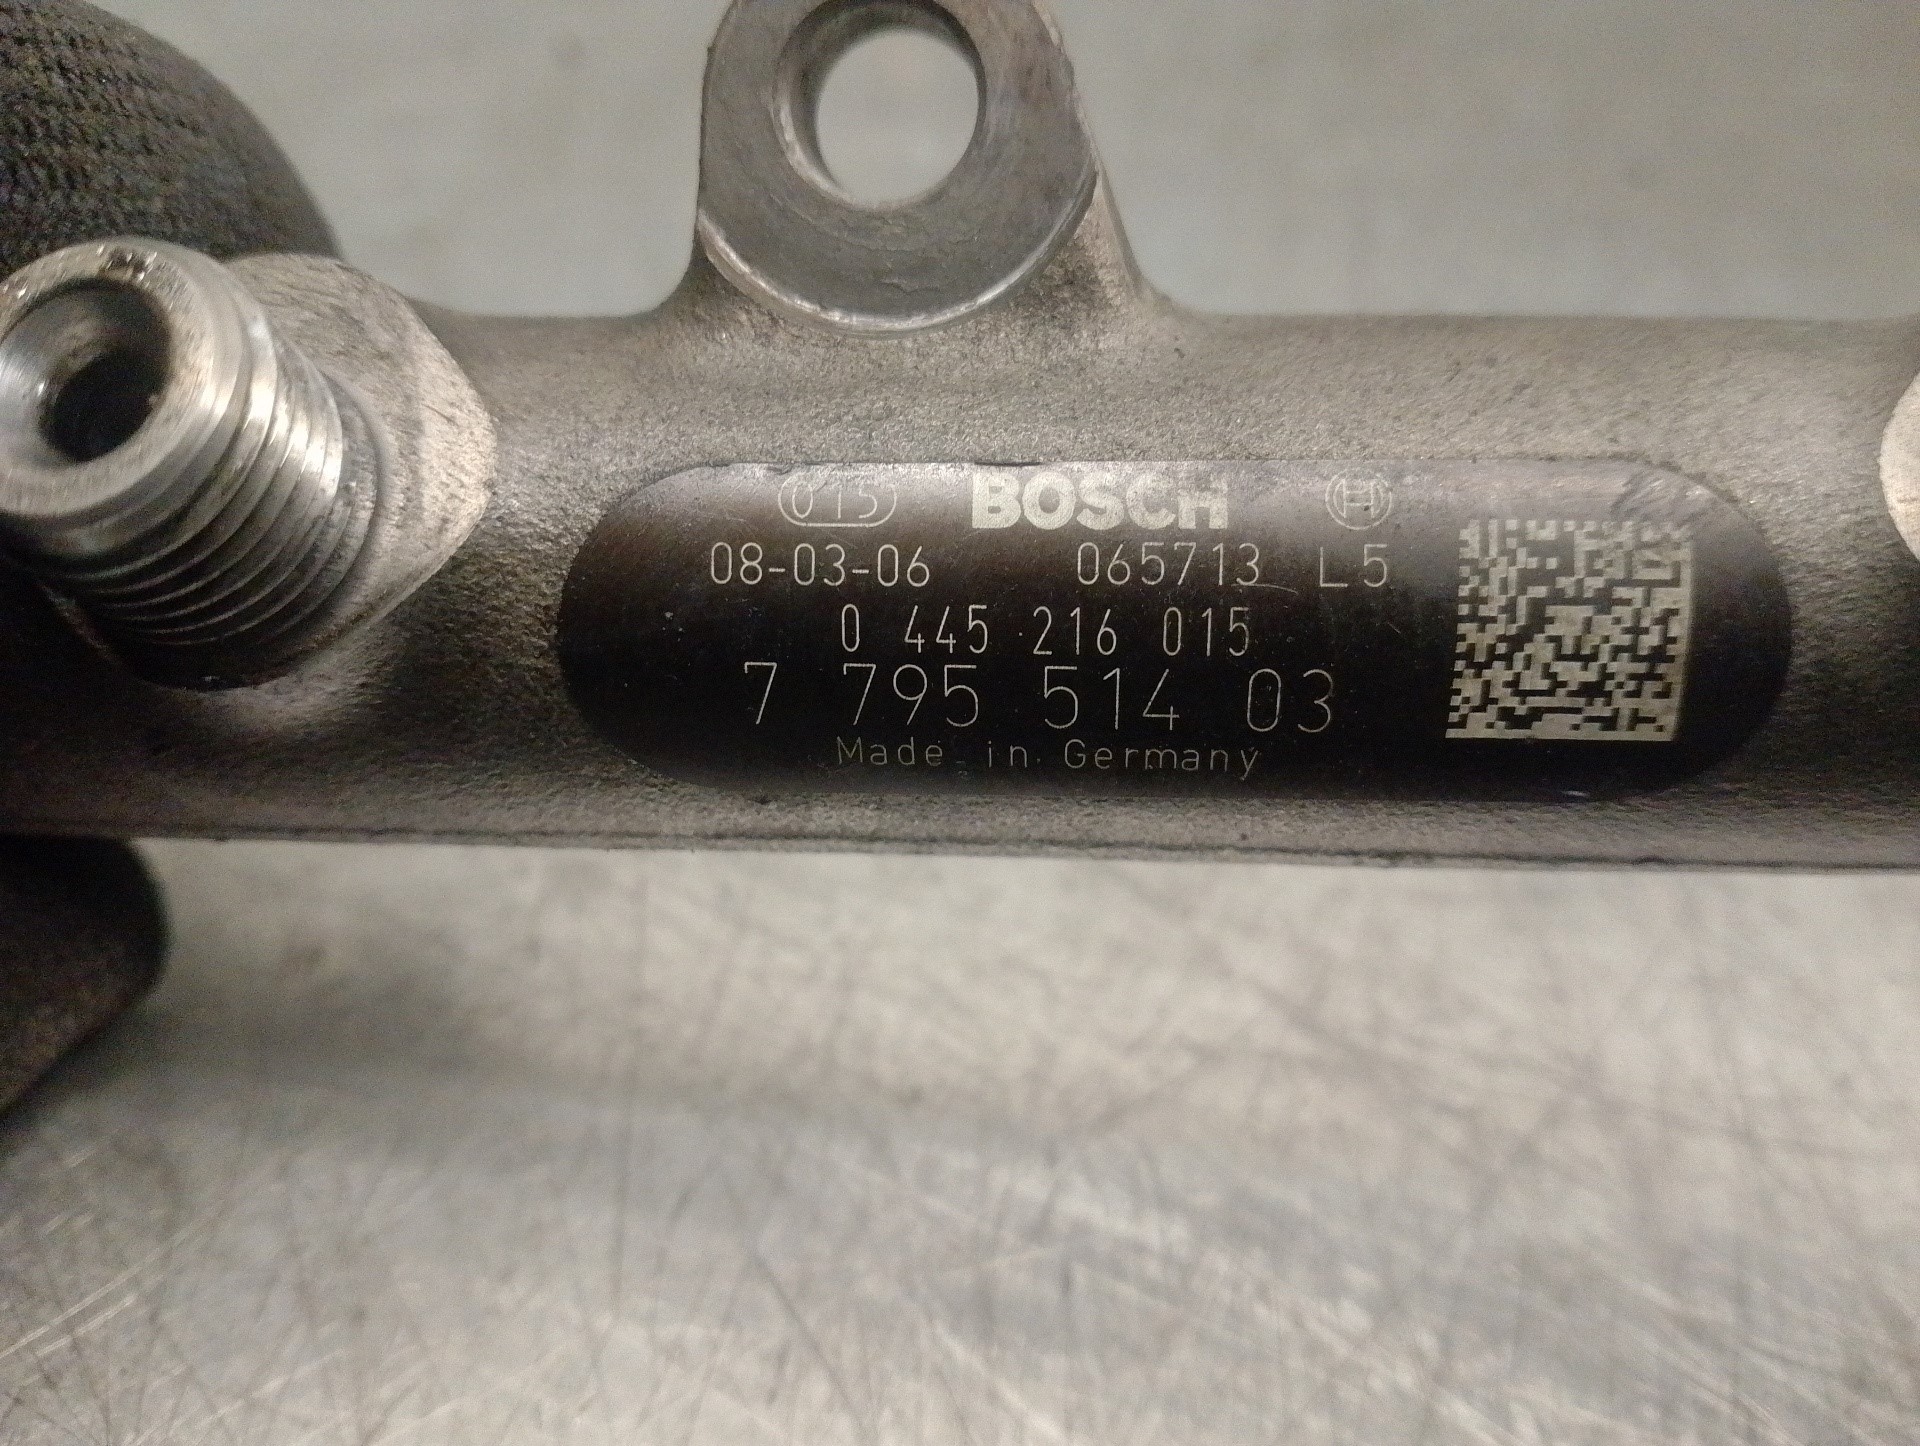 015 BOSCH
08-03-06 065713 L5
0 445 216 015
7 795 514 03
Made in Germany